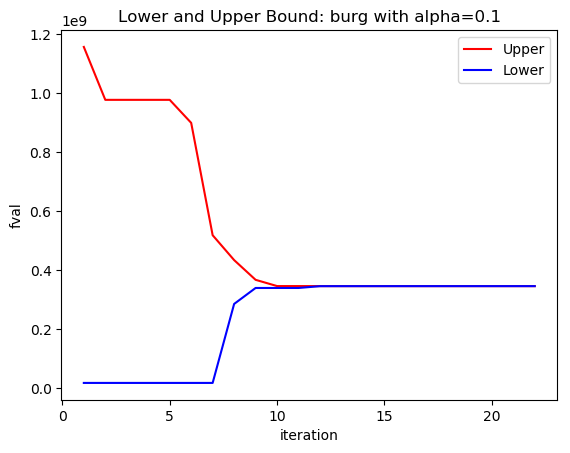 Lower and Upper Bound: burg with alpha=0.1
1e9
1.2
1.0
0.8
0.6
0.4
0.2
0.0
fval
Upper
Lower
0 5 10 15 20
iteration